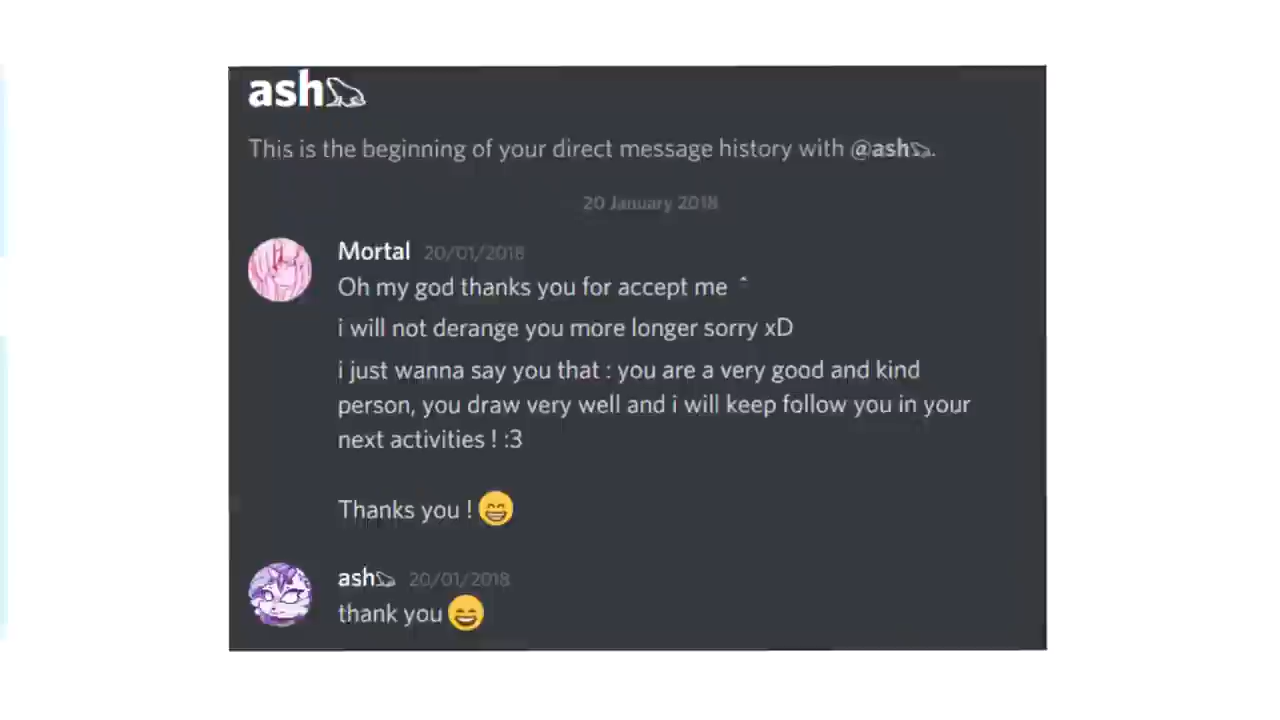 ash
This is the beginning of your direct message history with @ash.
20 January 2018
Mortal 20/01/2018
Oh my god thanks you for accept me ^
i will not derange you more longer sorry xD
i just wanna say you that : you are a very good and kind
person, you draw very well and i will keep follow you in your
next activities ! :3
Thanks you ! 😄
ash 20/01/2018
thank you 😄